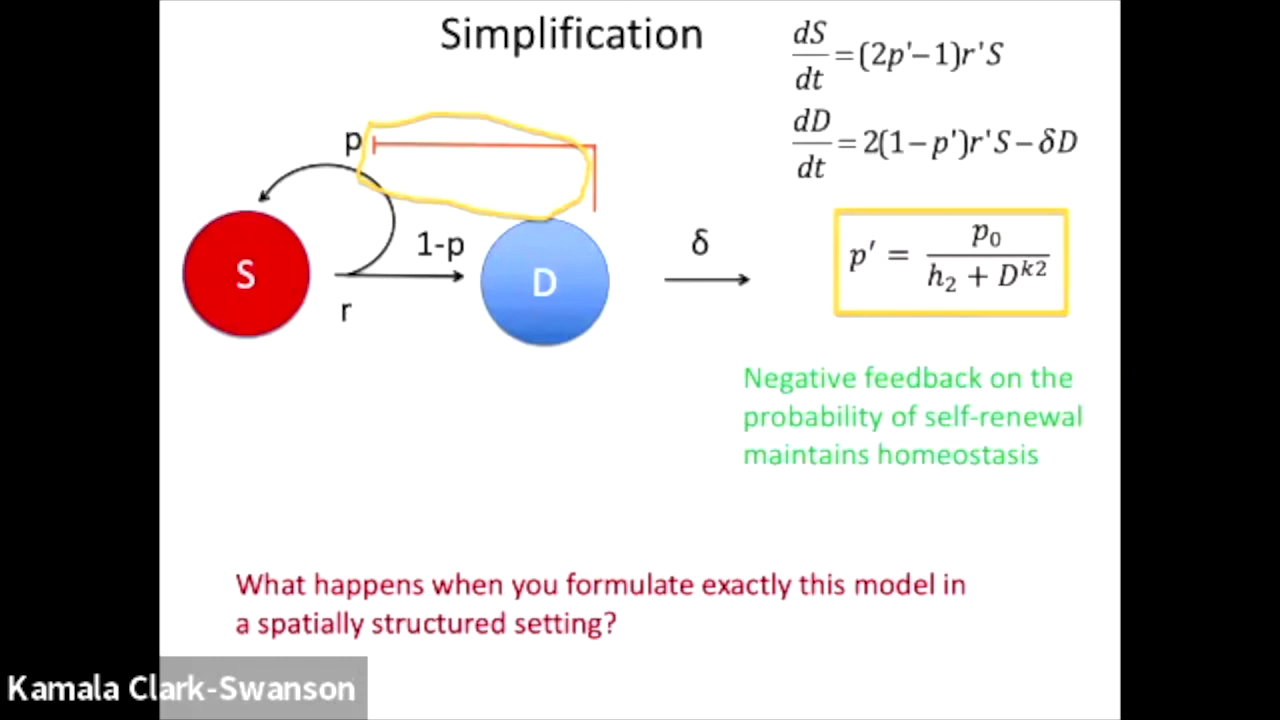 Simplification
dS/dt = (2p'−1)r'S
dD/dt = 2(1−p')r'S−δD
p
1-p
δ
S
D
r
p′ = p₀ / (h₂ + D^{k2})
Negative feedback on the
probability of self-renewal
maintains homeostasis
What happens when you formulate exactly this model in
a spatially structured setting?
Kamala Clark-Swanson